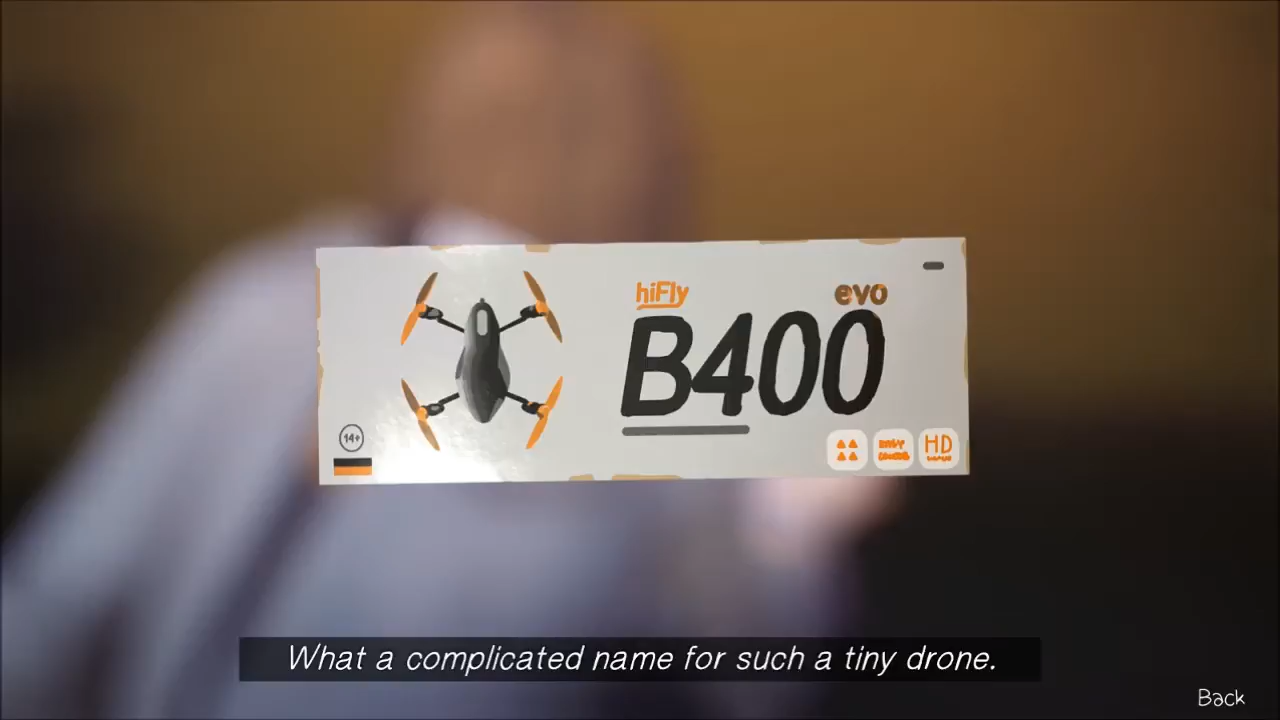 hiFly
evo
B400
14+
HD
What a complicated name for such a tiny drone.
Back